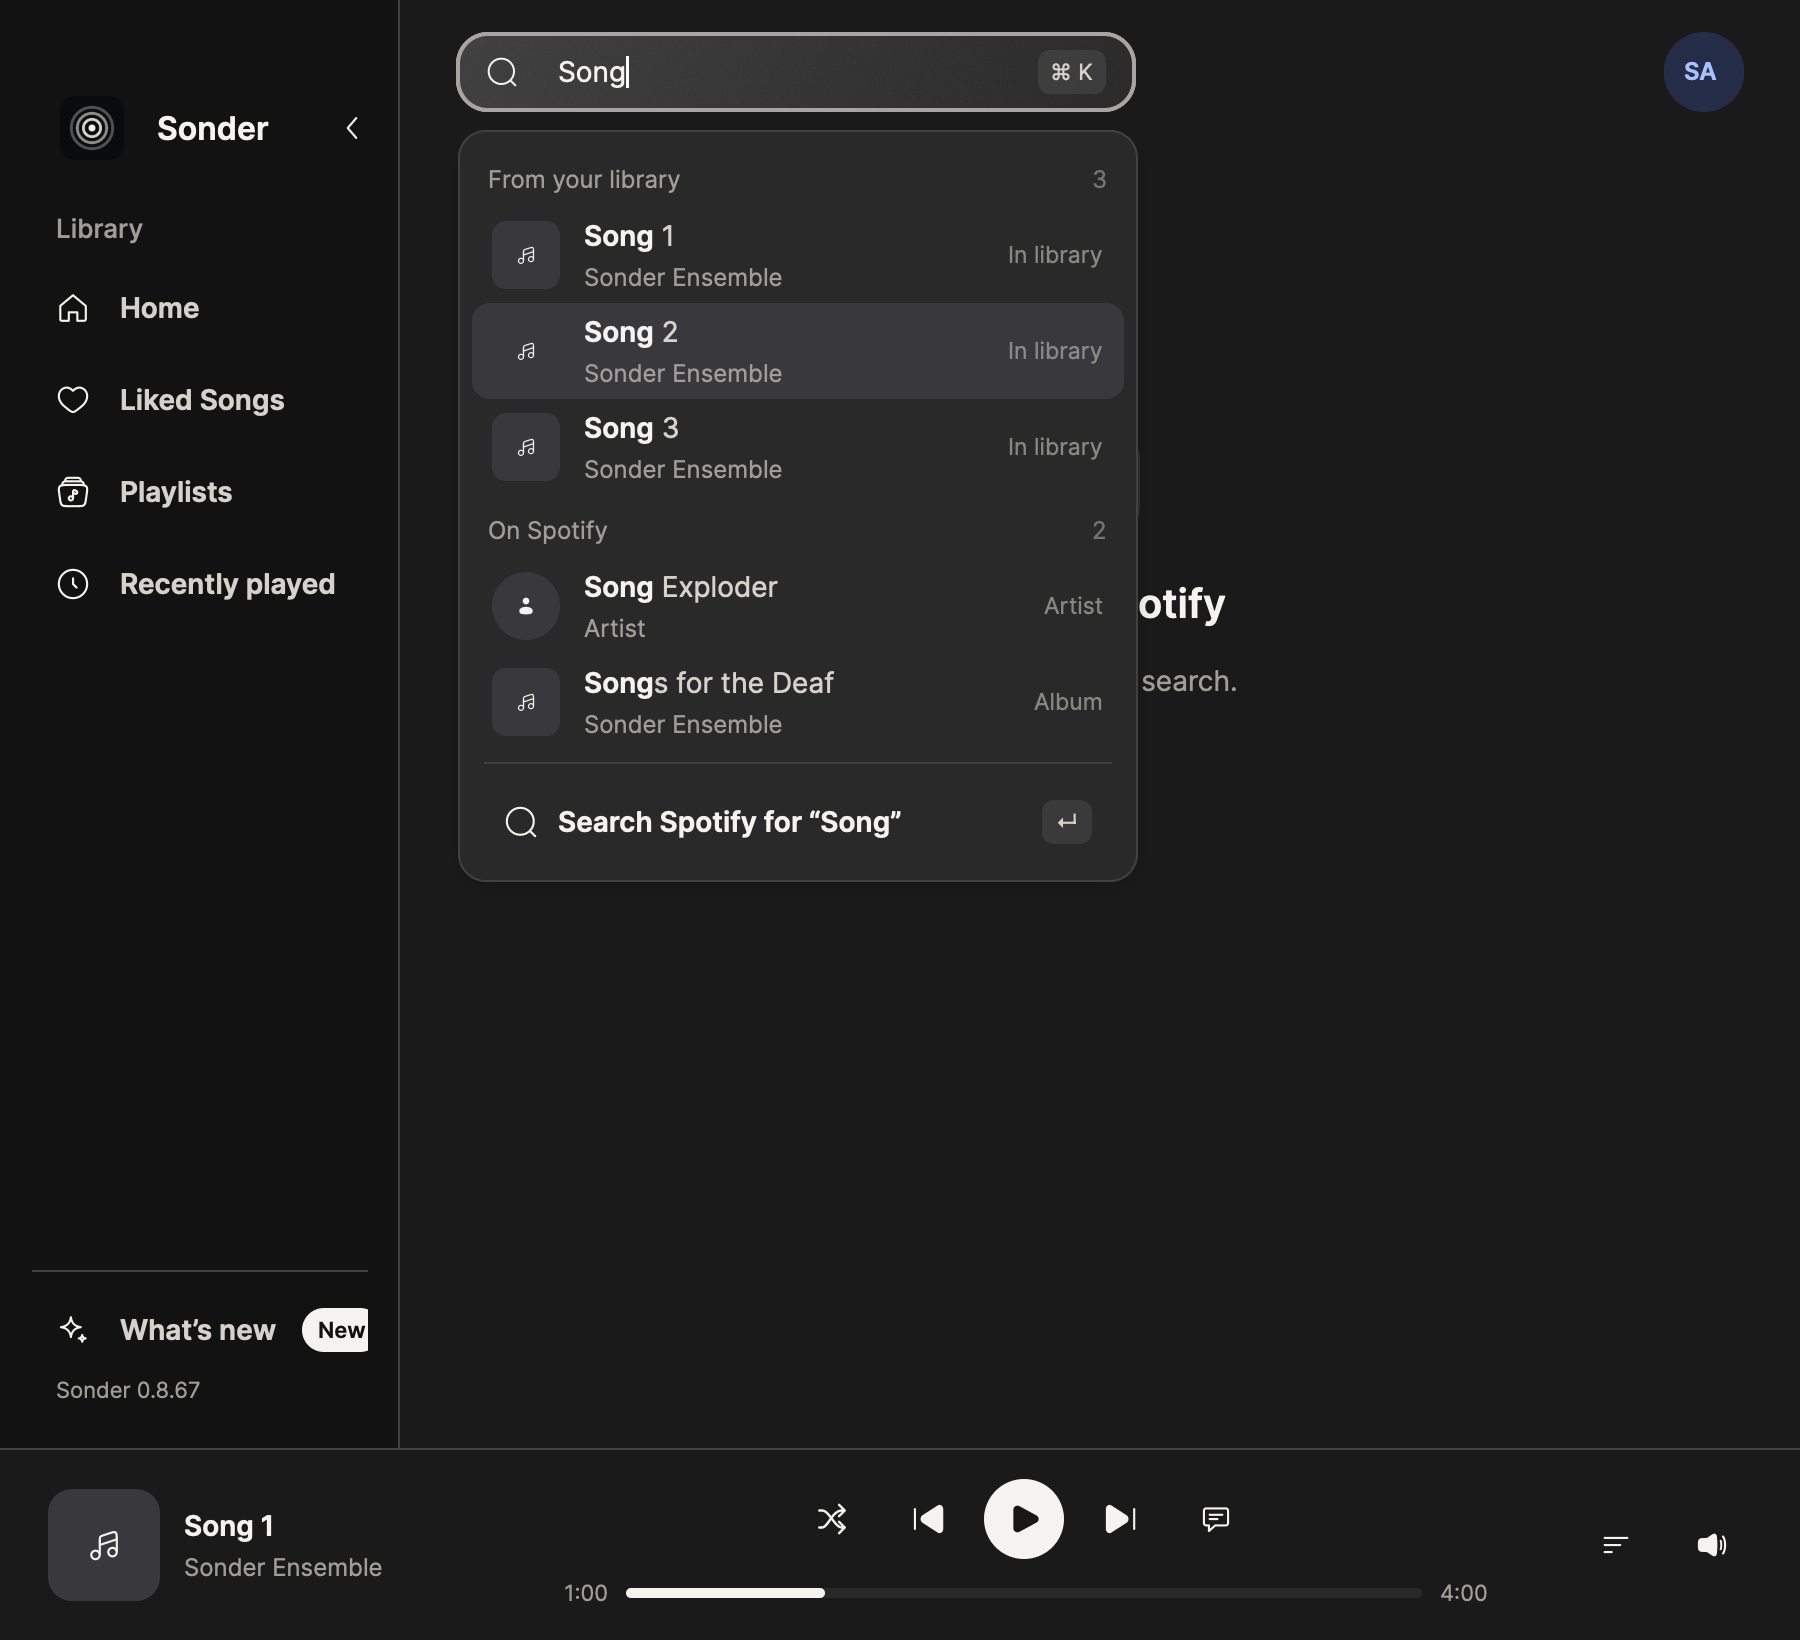 Song
⌘ K
SA
Sonder
Library
Home
Liked Songs
Playlists
Recently played
From your library 3
Song 1
Sonder Ensemble
In library
Song 2
Sonder Ensemble
In library
Song 3
Sonder Ensemble
In library
On Spotify 2
Song Exploder
Artist
Artist
Songs for the Deaf
Sonder Ensemble
Album
Search Spotify for “Song”
otify
search.
What’s new New
Sonder 0.8.67
Song 1
Sonder Ensemble
1:00 4:00